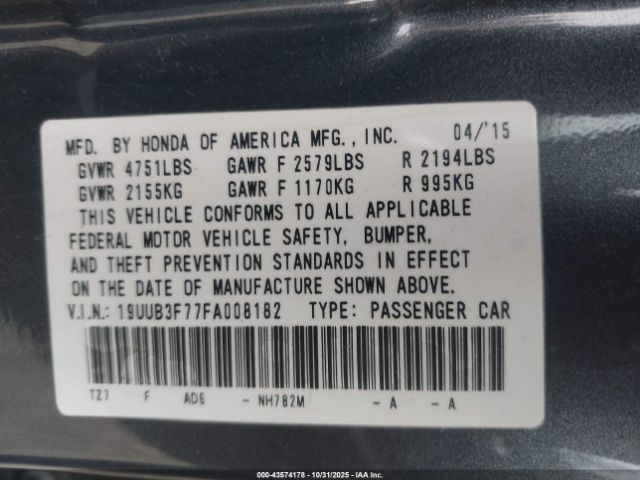 MFD. BY HONDA OF AMERICA MFG., INC. 04/'15
GVWR 4751LBS GAWR F 2579LBS R 2194LBS
GVWR 2155KG GAWR F 1170KG R 995KG
THIS VEHICLE CONFORMS TO ALL APPLICABLE
FEDERAL MOTOR VEHICLE SAFETY, BUMPER,
AND THEFT PREVENTION STANDARDS IN EFFECT
ON THE DATE OF MANUFACTURE SHOWN ABOVE.
V.I.N.: 19UUB3F77FA008182 TYPE: PASSENGER CAR
TZ7 F AD6 - NH782M - A - A
000-43574178 - 10/31/2025 - IAA Inc.